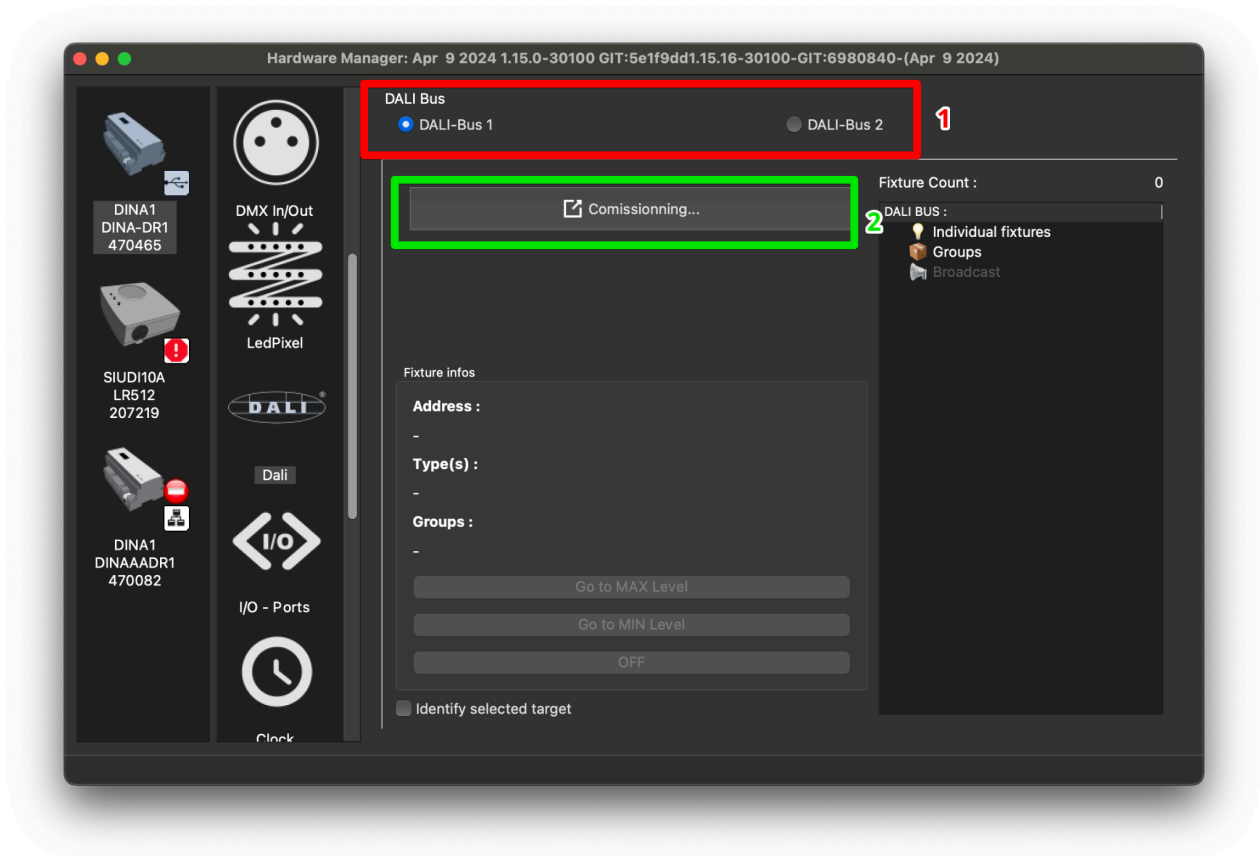 Hardware Manager: Apr 9 2024 1.15.0-30100 GIT:5e1f9dd1.15.16-30100-GIT:6980840-(Apr 9 2024)
DINA1
DINA-DR1
470465
SIUDI10A
LR512
207219
DINA1
DINAAADR1
470082
DMX In/Out
LedPixel
DALI®
Dali
I/O
I/O - Ports
Clock
DALI Bus
DALI-Bus 1
DALI-Bus 2
1
Comissionning...
2
Fixture infos
Address :
-
Type(s) :
-
Groups :
-
Go to MAX Level
Go to MIN Level
OFF
Identify selected target
Fixture Count :
0
DALI BUS :
Individual fixtures
Groups
Broadcast